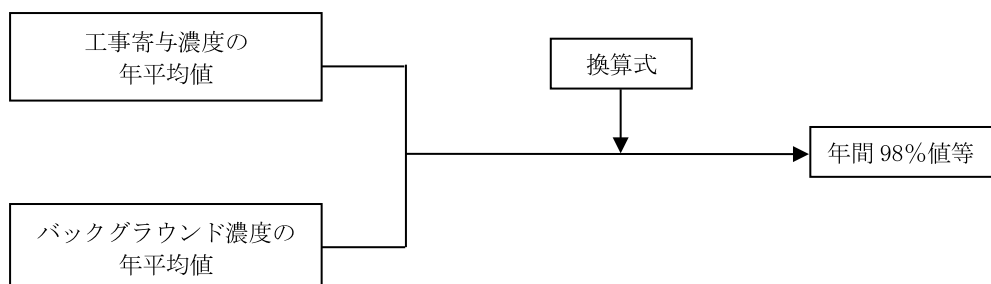 工事寄与濃度の
年平均値
換算式
年間 98％値等
バックグラウンド濃度の
年平均値